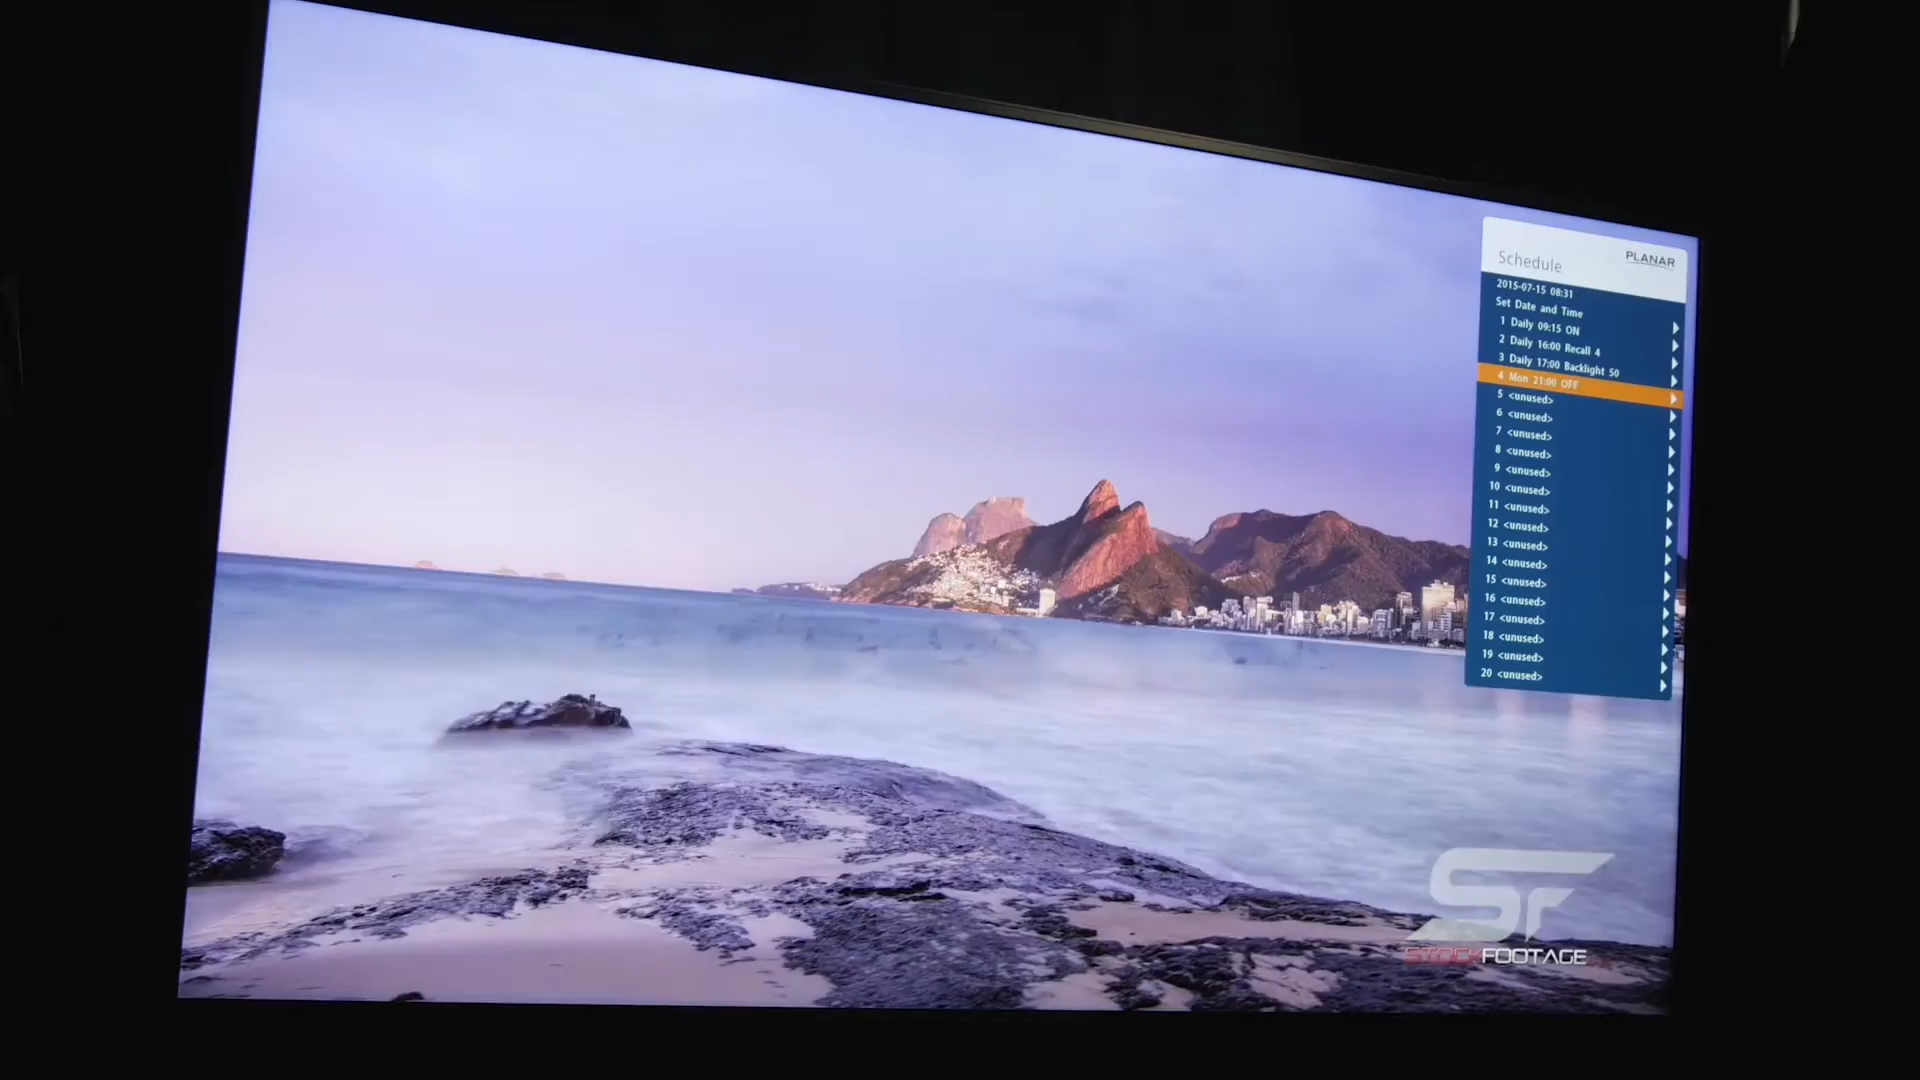 Schedule
PLANAR
2015-07-15 08:31
Set Date and Time
1 Daily 09:15 ON
2 Daily 16:00 Recall 4
3 Daily 17:00 Backlight 50
4 Mon 21:00 OFF
5 <unused>
6 <unused>
7 <unused>
8 <unused>
9 <unused>
10 <unused>
11 <unused>
12 <unused>
13 <unused>
14 <unused>
15 <unused>
16 <unused>
17 <unused>
18 <unused>
19 <unused>
20 <unused>
SF
STOCKFOOTAGE